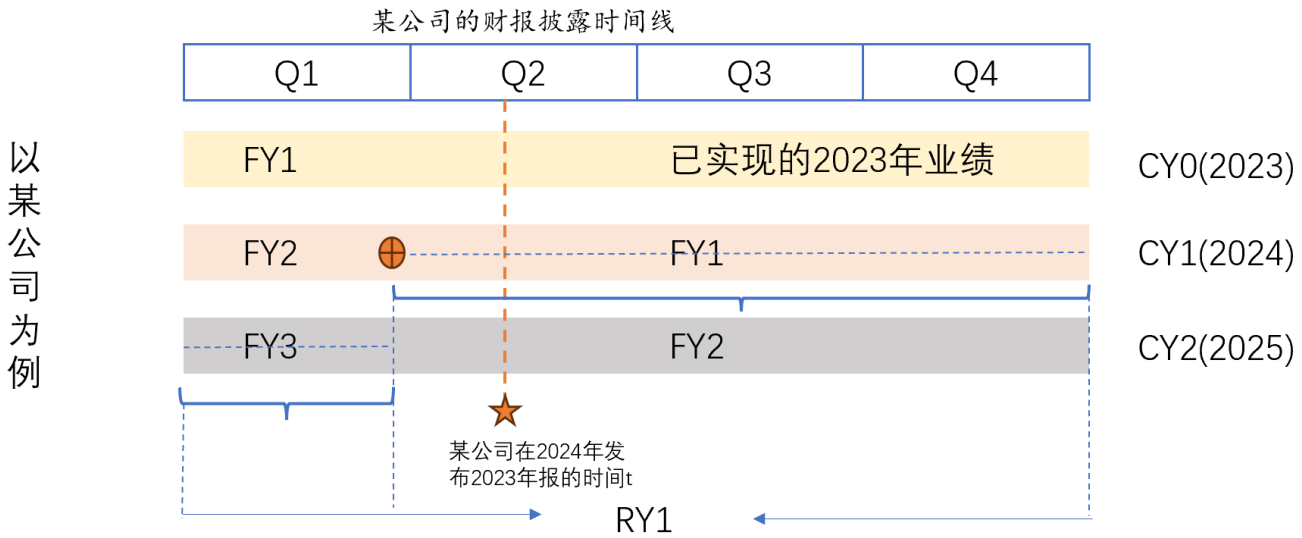 某公司的财报披露时间线
Q1 Q2 Q3 Q4
以某公司为例
FY1 已实现的2023年业绩 CY0(2023)
FY2 FY1 CY1(2024)
FY3 FY2 CY2(2025)
某公司在2024年发
布2023年报的时间t
RY1